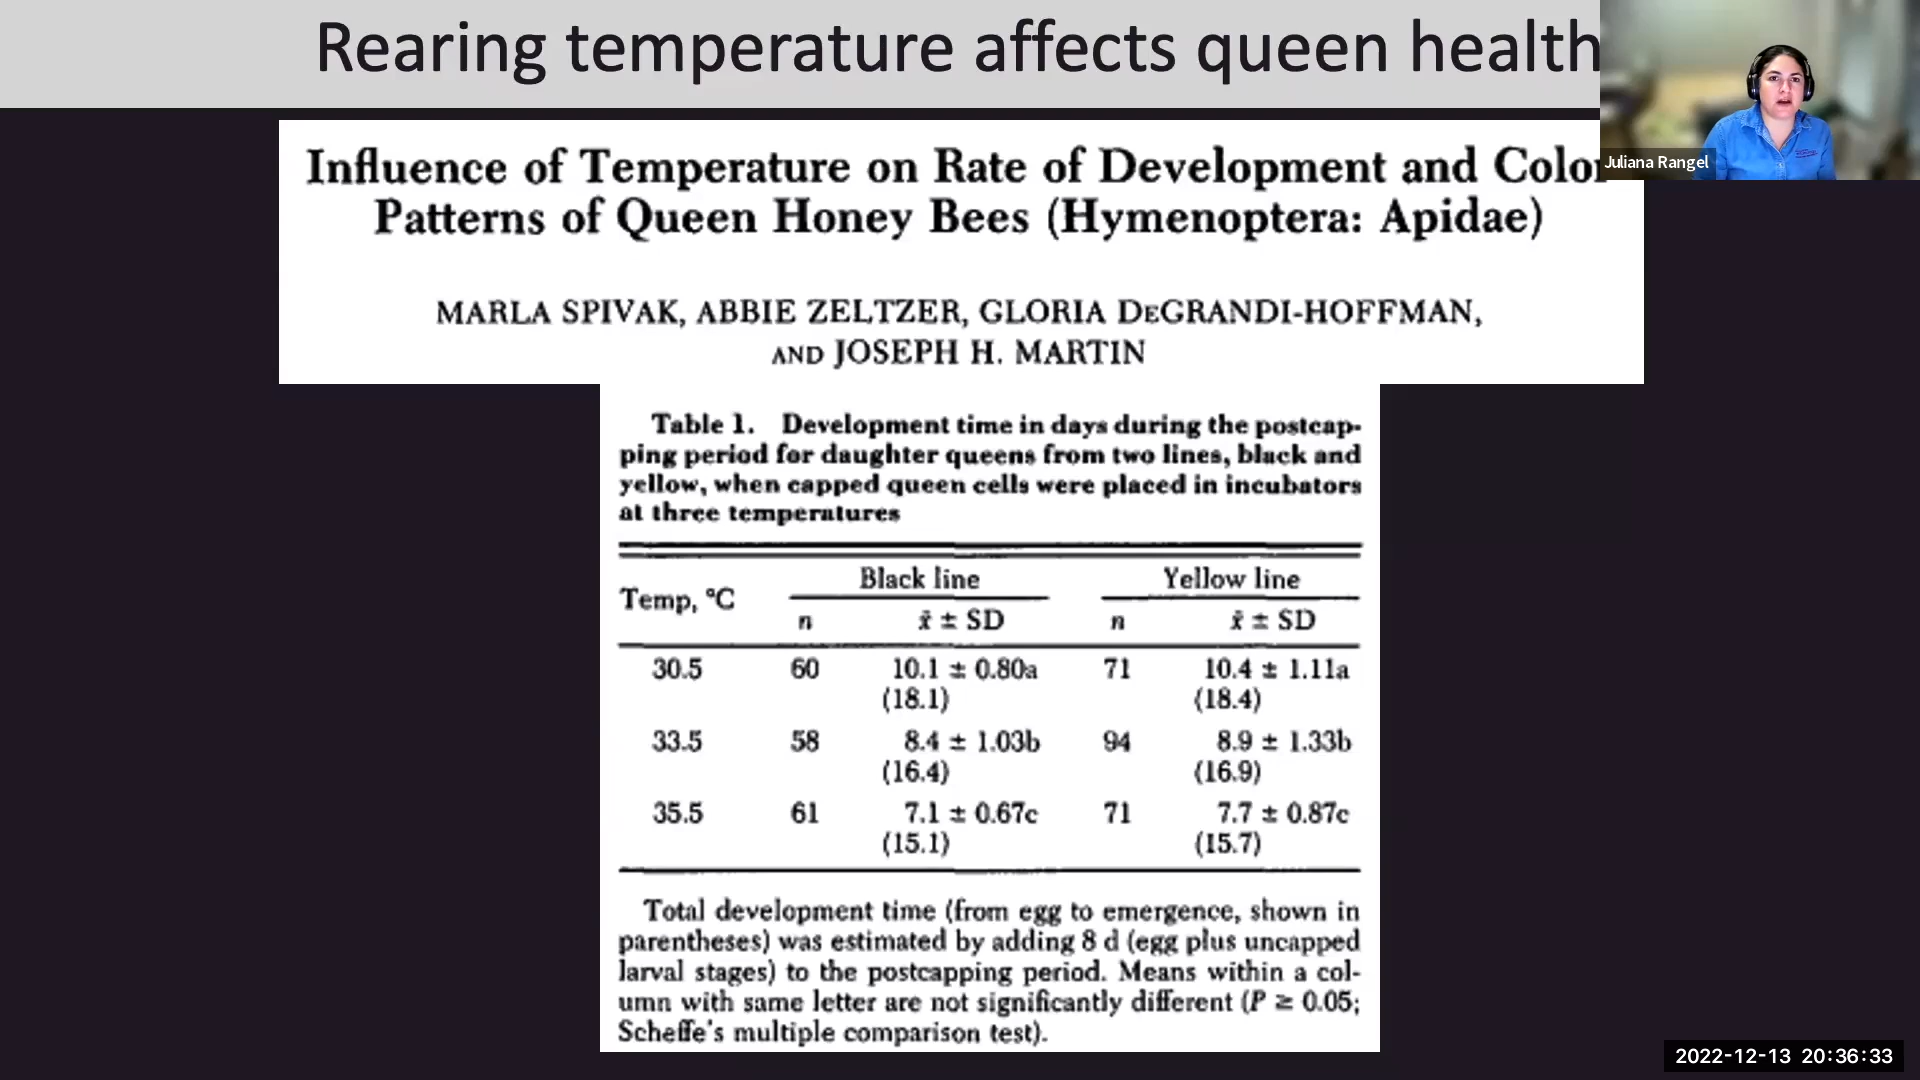 Rearing temperature affects queen health
Juliana Rangel
Influence of Temperature on Rate of Development and Color
Patterns of Queen Honey Bees (Hymenoptera: Apidae)
MARLA SPIVAK, ABBIE ZELTZER, GLORIA DEGRANDI-HOFFMAN,
AND JOSEPH H. MARTIN
Table 1. Development time in days during the postcap-
ping period for daughter queens from two lines, black and
yellow, when capped queen cells were placed in incubators
at three temperatures
Black line Yellow line
Temp, °C
n x̄ ± SD n x̄ ± SD
30.5 60 10.1 ± 0.80a 71 10.4 ± 1.11a
(18.1) (18.4)
33.5 58 8.4 ± 1.03b 94 8.9 ± 1.33b
(16.4) (16.9)
35.5 61 7.1 ± 0.67c 71 7.7 ± 0.87c
(15.1) (15.7)
Total development time (from egg to emergence, shown in
parentheses) was estimated by adding 8 d (egg plus uncapped
larval stages) to the postcapping period. Means within a col-
umn with same letter are not significantly different (P ≥ 0.05;
Scheffe's multiple comparison test).
2022-12-13 20:36:33